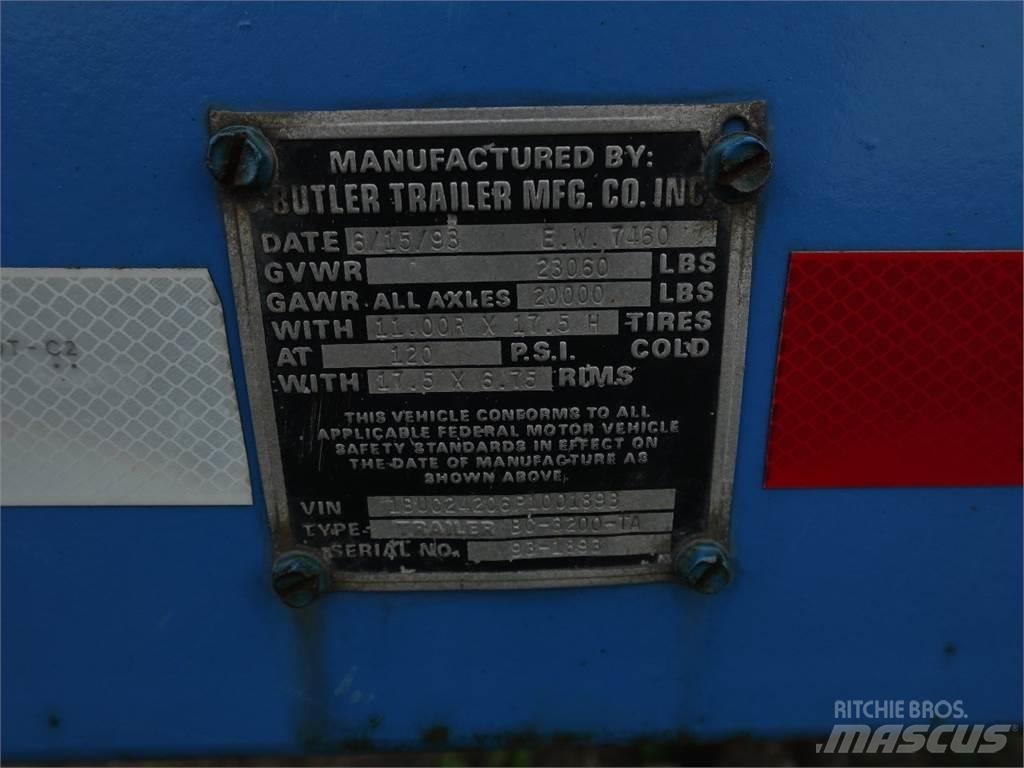 MANUFACTURED BY:
BUTLER TRAILER MFG. CO. INC
DATE 6/15/93 E.W. 7460
GVWR 23060 LBS
GAWR ALL AXLES 20000 LBS
WITH 11.00R X 17.5 H TIRES
AT 120 P.S.I. COLD
WITH 17.5 X 6.75 RIMS
THIS VEHICLE CONFORMS TO ALL
APPLICABLE FEDERAL MOTOR VEHICLE
SAFETY STANDARDS IN EFFECT ON
THE DATE OF MANUFACTURE AS
SHOWN ABOVE.
VIN
TYPE- TRAILER
SERIAL NO. 93-1893
OT-C2
RITCHIE BROS.
MASCUS